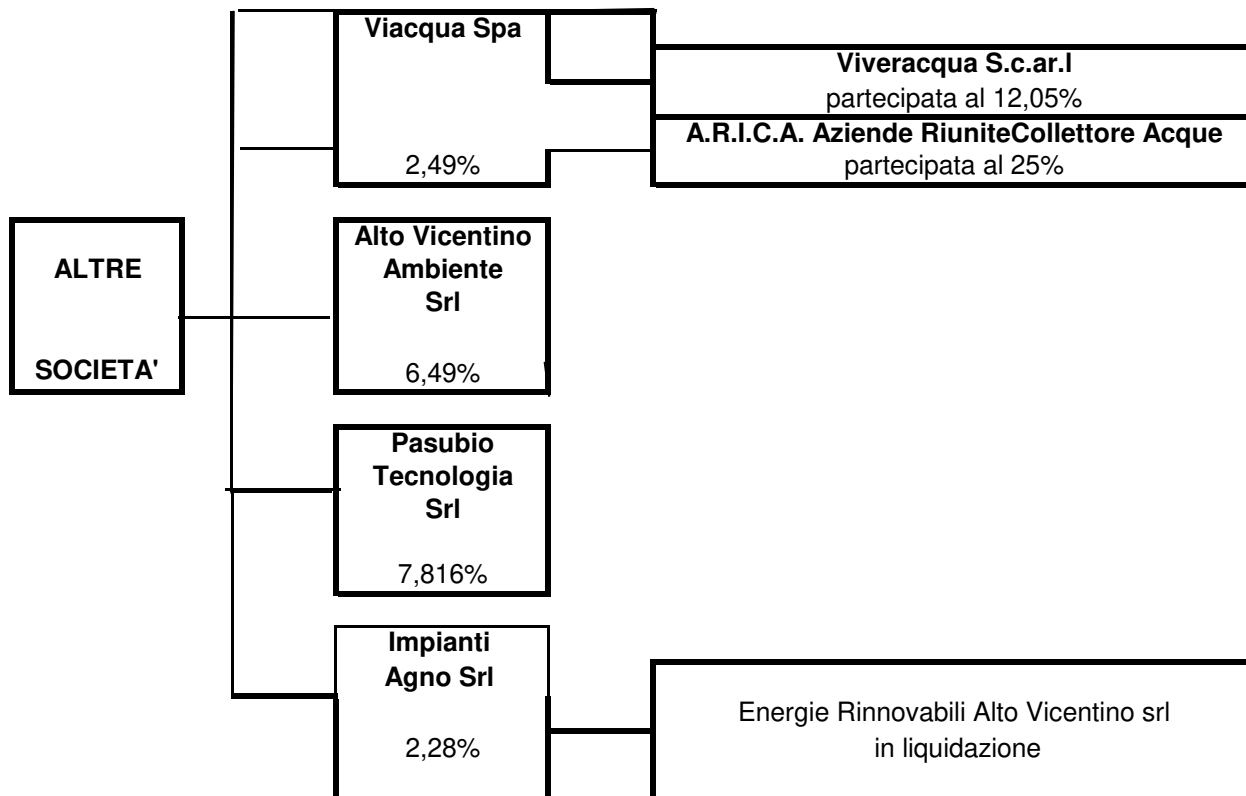 Viacqua Spa
2,49%
Viveracqua S.c.ar.l
partecipata al 12,05%
A.R.I.C.A. Aziende RiuniteCollettore Acque
partecipata al 25%
ALTRE
SOCIETA'
Alto Vicentino
Ambiente
Srl
6,49%
Pasubio
Tecnologia
Srl
7,816%
Impianti
Agno Srl
2,28%
Energie Rinnovabili Alto Vicentino srl
in liquidazione